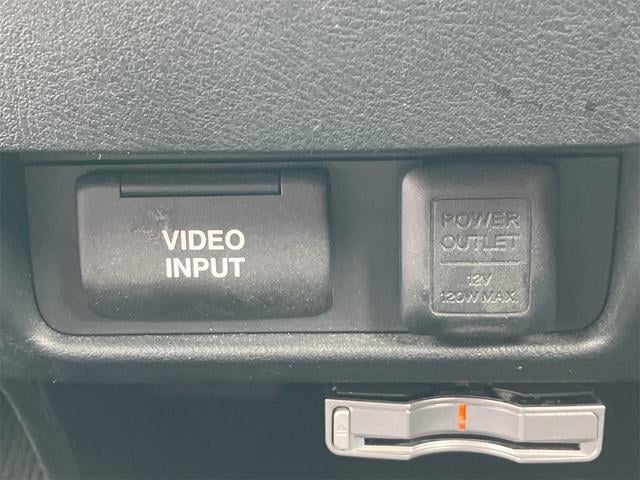 VIDEO
INPUT
POWER
OUTLET
12V
120W MAX.